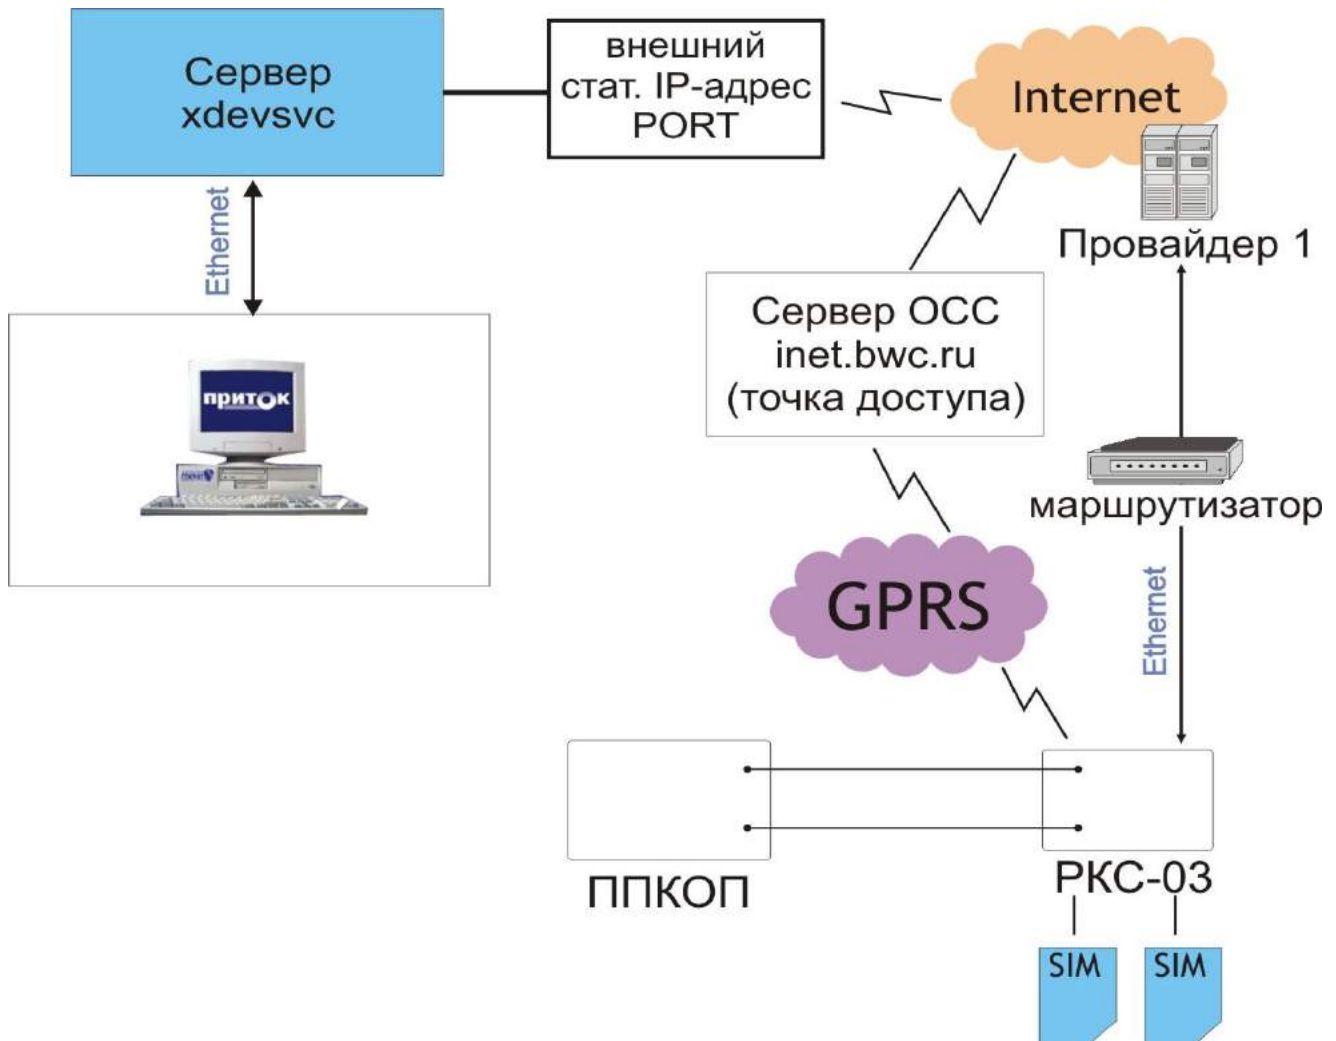 Сервер
xdevsvc
внешний
стат. IP-адрес
PORT
Internet
Ethernet
Провайдер 1
Сервер ОСС
inet.bwc.ru
(точка доступа)
приток
маршрутизатор
GPRS
Ethernet
ППКОП
РКС-03
SIM
SIM